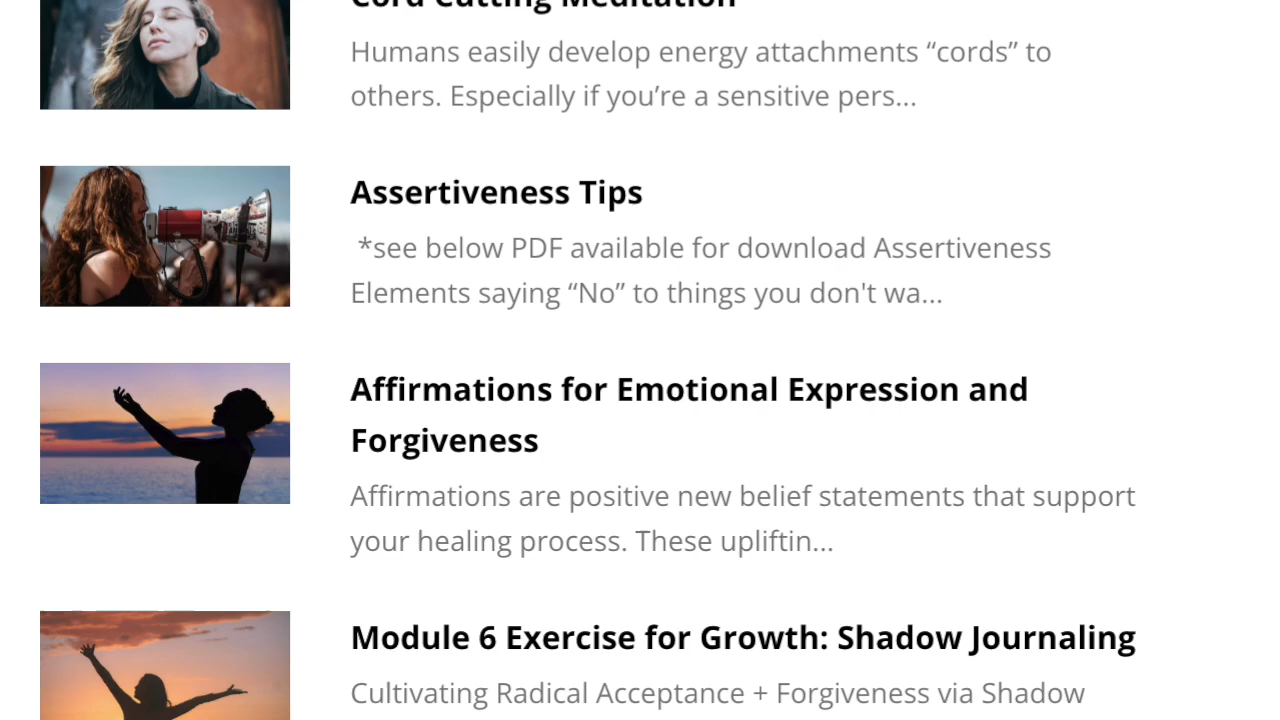 Cord Cutting Meditation
Humans easily develop energy attachments “cords” to
others. Especially if you’re a sensitive pers...
Assertiveness Tips
*see below PDF available for download Assertiveness
Elements saying “No” to things you don't wa...
Affirmations for Emotional Expression and
Forgiveness
Affirmations are positive new belief statements that support
your healing process. These upliftin...
Module 6 Exercise for Growth: Shadow Journaling
Cultivating Radical Acceptance + Forgiveness via Shadow